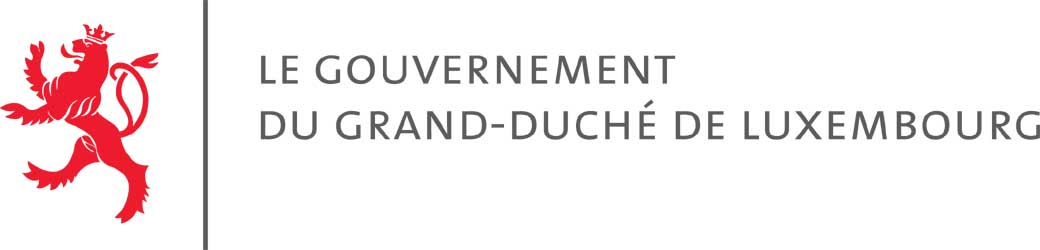 LE GOUVERNEMENT
DU GRAND-DUCHÉ DE LUXEMBOURG